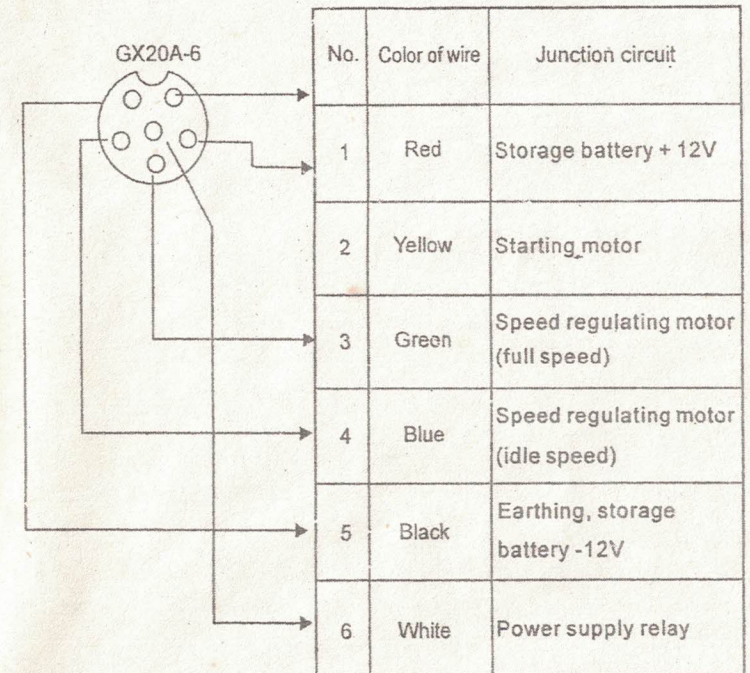 GX20A-6
No. Color of wire Junction circuit
1 Red Storage battery + 12V
2 Yellow Starting motor
3 Green Speed regulating motor
(full speed)
4 Blue Speed regulating motor
(idle speed)
5 Black Earthing, storage
battery -12V
6 White Power supply relay